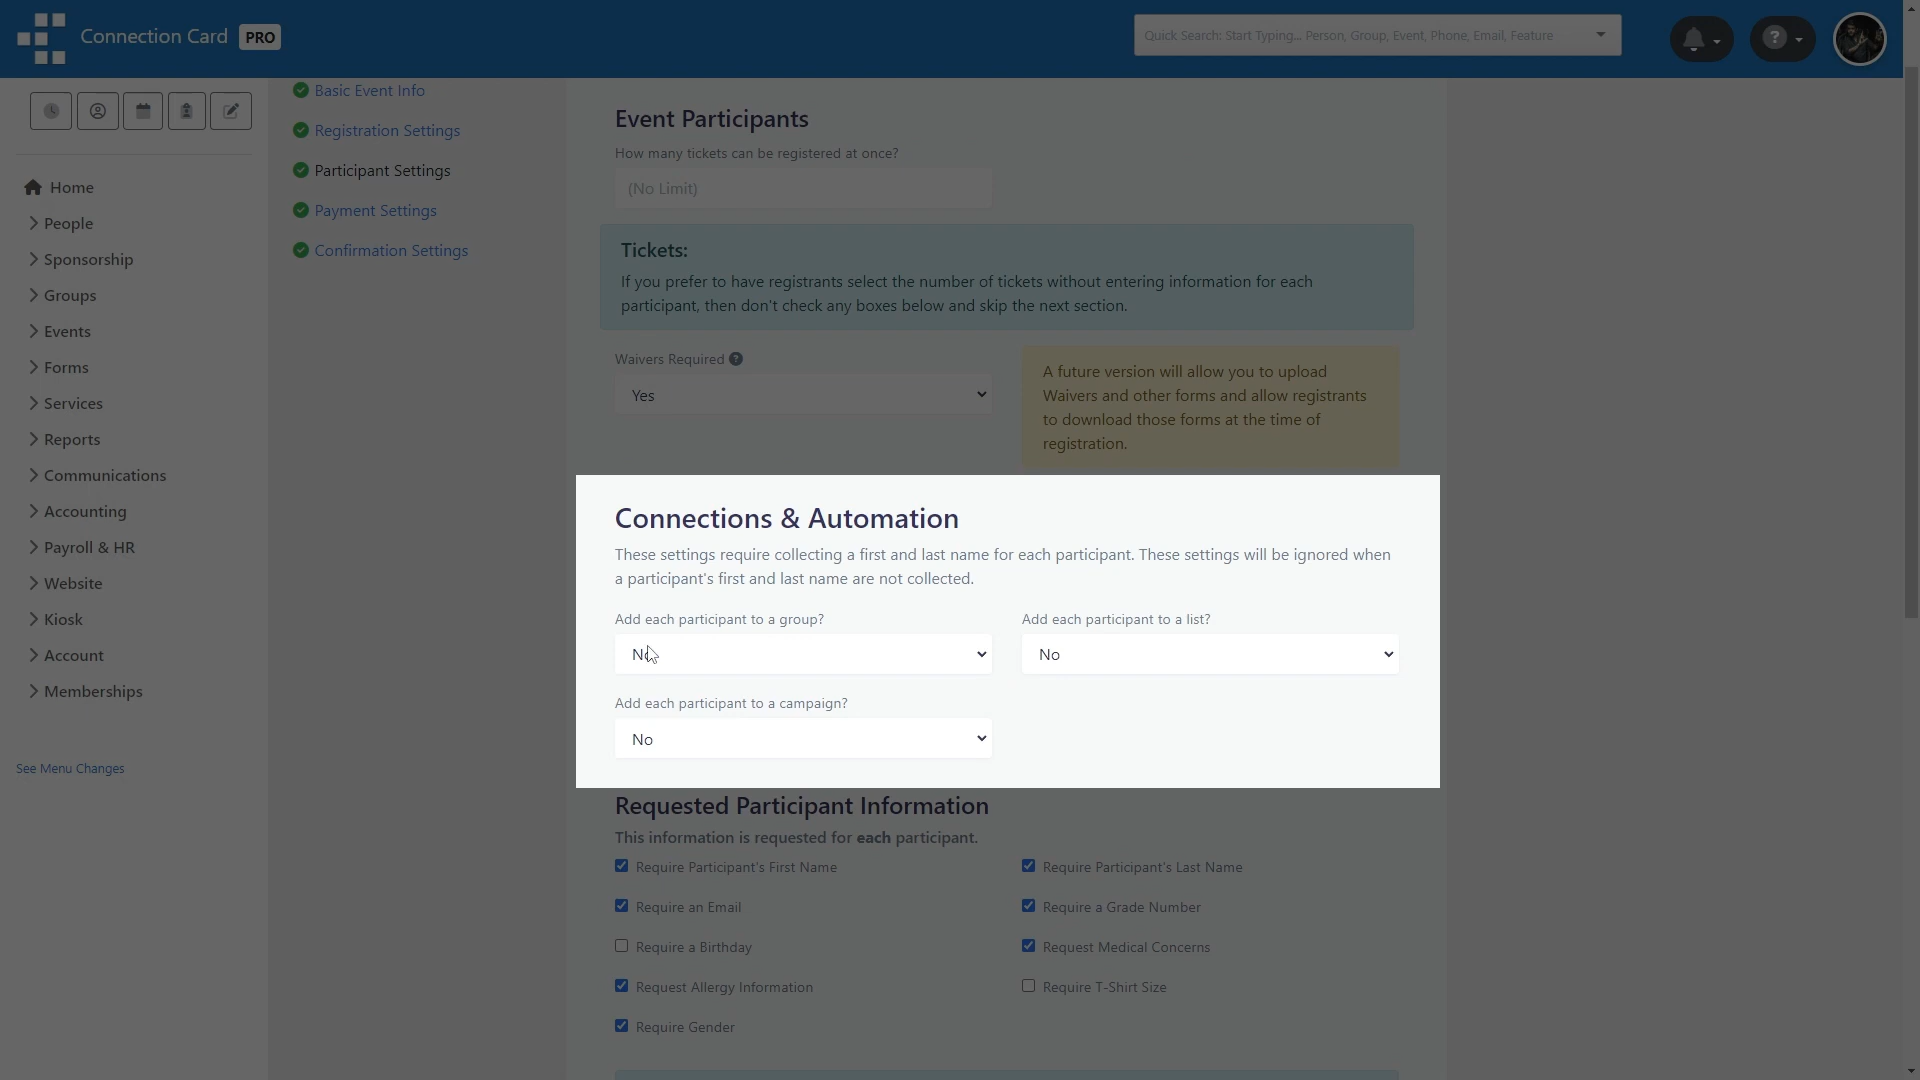 Connection Card PRO
Quick Search: Start Typing... Person, Group, Event, Phone, Email, Feature
Home
People
Sponsorship
Groups
Events
Forms
Services
Reports
Communications
Accounting
Payroll & HR
Website
Kiosk
Account
Memberships
See Menu Changes
Basic Event Info
Registration Settings
Participant Settings
Payment Settings
Confirmation Settings
Event Participants
How many tickets can be registered at once?
(No Limit)
Tickets:
If you prefer to have registrants select the number of tickets without entering information for each
participant, then don't check any boxes below and skip the next section.
Waivers Required ?
Yes
A future version will allow you to upload
Waivers and other forms and allow registrants
to download those forms at the time of
registration.
Connections & Automation
These settings require collecting a first and last name for each participant. These settings will be ignored when
a participant's first and last name are not collected.
Add each participant to a group?
No
Add each participant to a list?
No
Add each participant to a campaign?
No
Requested Participant Information
This information is requested for each participant.
Require Participant's First Name
Require Participant's Last Name
Require an Email
Require a Grade Number
Require a Birthday
Request Medical Concerns
Request Allergy Information
Require T-Shirt Size
Require Gender